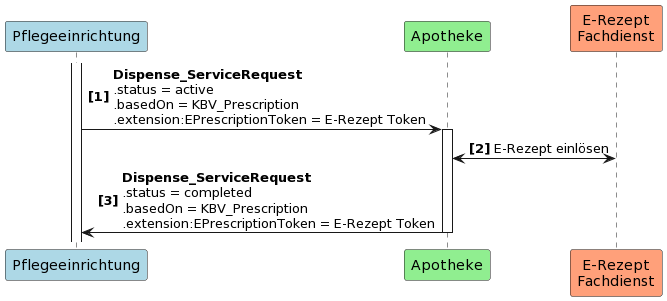 Pflegeeinrichtung
Apotheke
E-Rezept
Fachdienst
Dispense_ServiceRequest
.status = active
[1]
.basedOn = KBV_Prescription
.extension:EPrescriptionToken = E-Rezept Token
[2] E-Rezept einlösen
Dispense_ServiceRequest
.status = completed
[3]
.basedOn = KBV_Prescription
.extension:EPrescriptionToken = E-Rezept Token
Pflegeeinrichtung
Apotheke
E-Rezept
Fachdienst